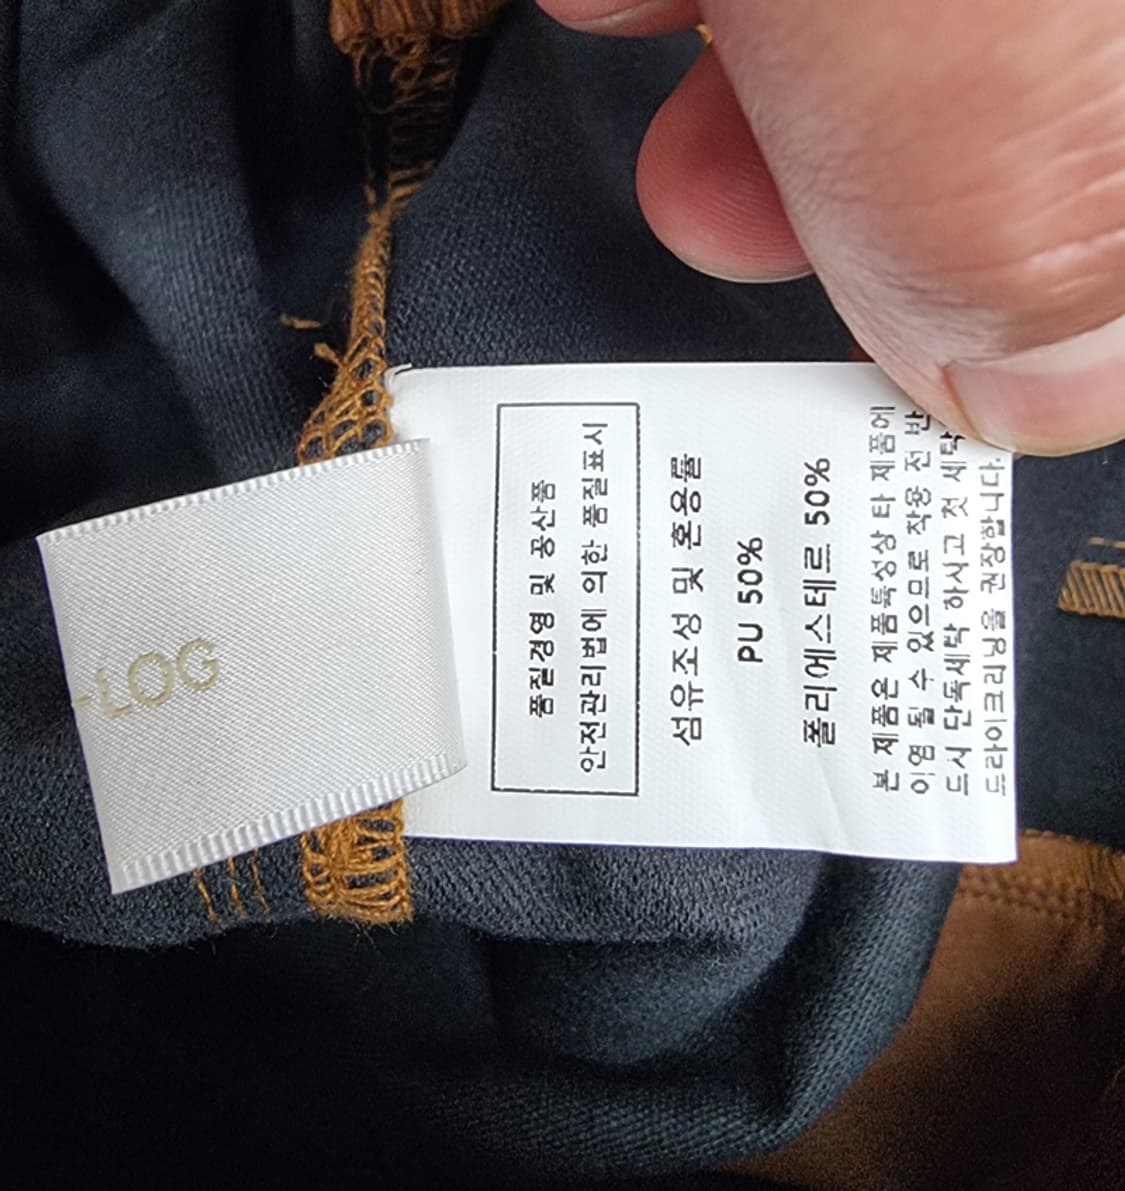 -LOG
품질경영 및 공산품
안전관리법에 의한 품질표시
섬유조성 및 혼용률
PU 50%
폴리에스테르 50%
본 제품은 제품특성상 타 제품에
이염 될 수 있으므로 착용 전 반
드시 단독세탁 하시고 첫 세탁
드라이크리닝을 권장합니다.